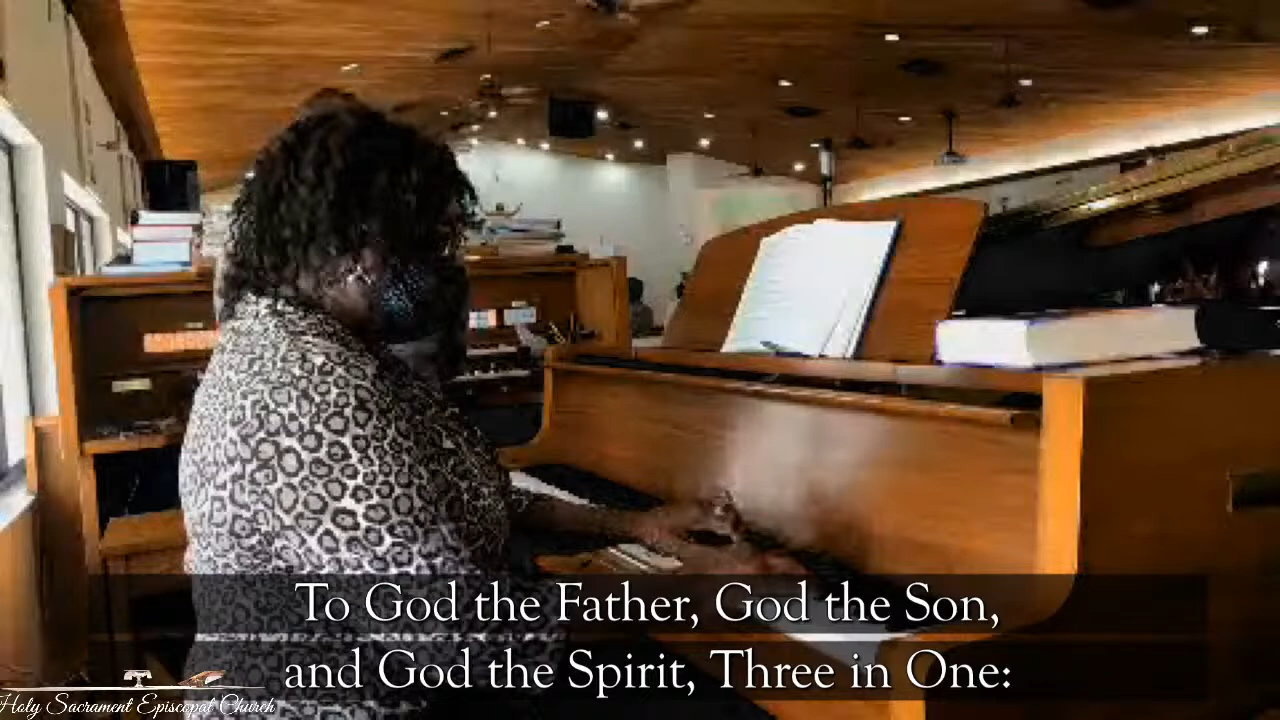 To God the Father, God the Son,
and God the Spirit, Three in One:
Holy Sacrament Episcopal Church